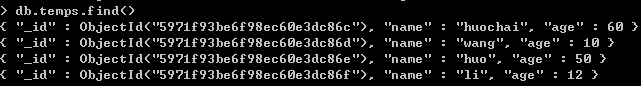 > db.temps.find()
{ "_id" : ObjectId("5971f93be6f98ec60e3dc86c"), "name" : "huochai", "age" : 60 }
{ "_id" : ObjectId("5971f93be6f98ec60e3dc86d"), "name" : "wang", "age" : 10 }
{ "_id" : ObjectId("5971f93be6f98ec60e3dc86e"), "name" : "huo", "age" : 50 }
{ "_id" : ObjectId("5971f93be6f98ec60e3dc86f"), "name" : "li", "age" : 12 }